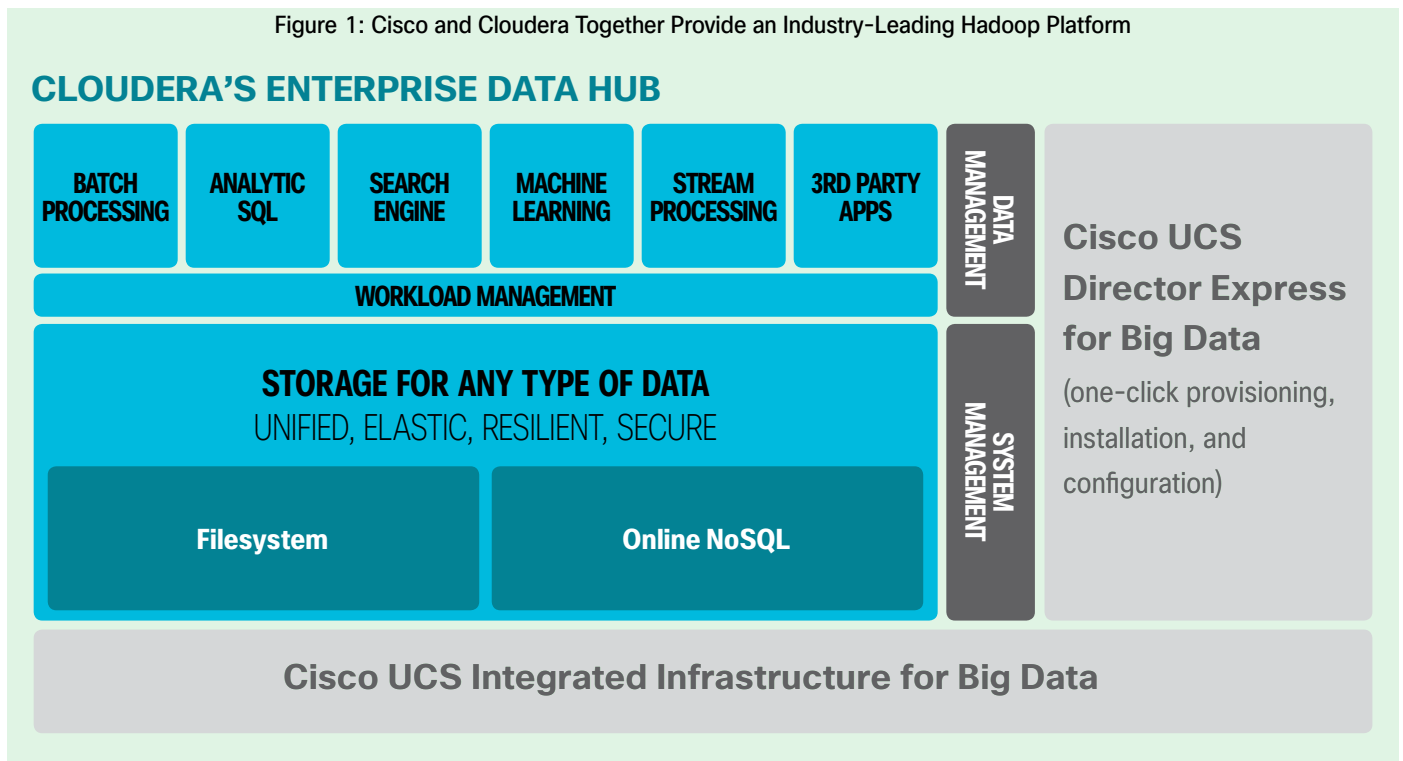 Figure 1: Cisco and Cloudera Together Provide an Industry-Leading Hadoop Platform
CLOUDERA'S ENTERPRISE DATA HUB
BATCH
PROCESSING
ANALYTIC
SQL
SEARCH
ENGINE
MACHINE
LEARNING
STREAM
PROCESSING
3RD PARTY
APPS
WORKLOAD MANAGEMENT
STORAGE FOR ANY TYPE OF DATA
UNIFIED, ELASTIC, RESILIENT, SECURE
Filesystem
Online NoSQL
DATA
MANAGEMENT
SYSTEM
MANAGEMENT
Cisco UCS
Director Express
for Big Data
(one-click provisioning,
installation, and
configuration)
Cisco UCS Integrated Infrastructure for Big Data